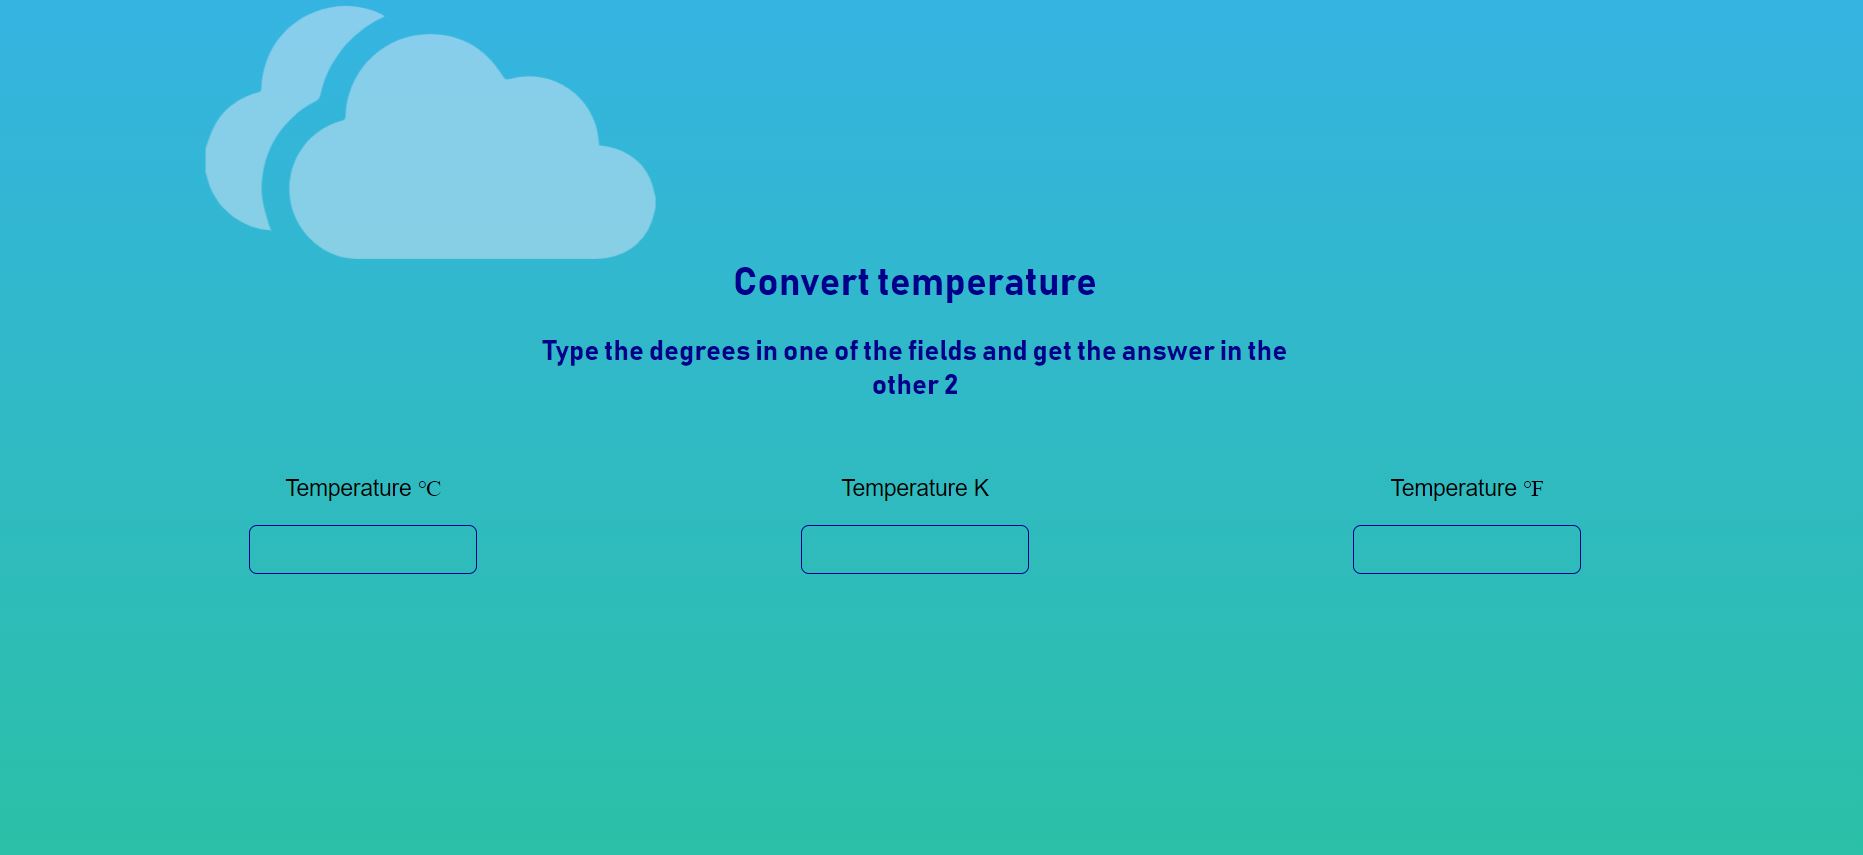 Convert temperature
Type the degrees in one of the fields and get the answer in the
other 2
Temperature °C
Temperature K
Temperature °F